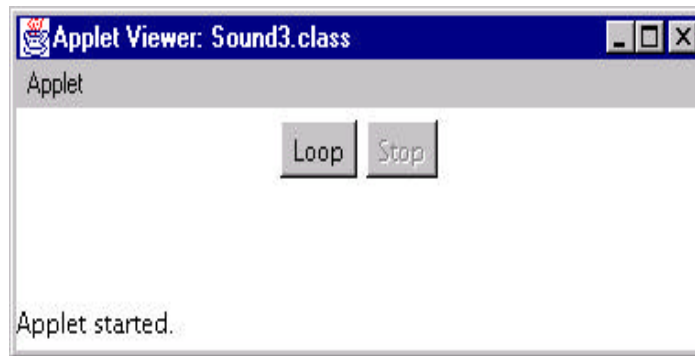 Applet Viewer: Sound3.class
Applet
Loop Stop
Applet started.